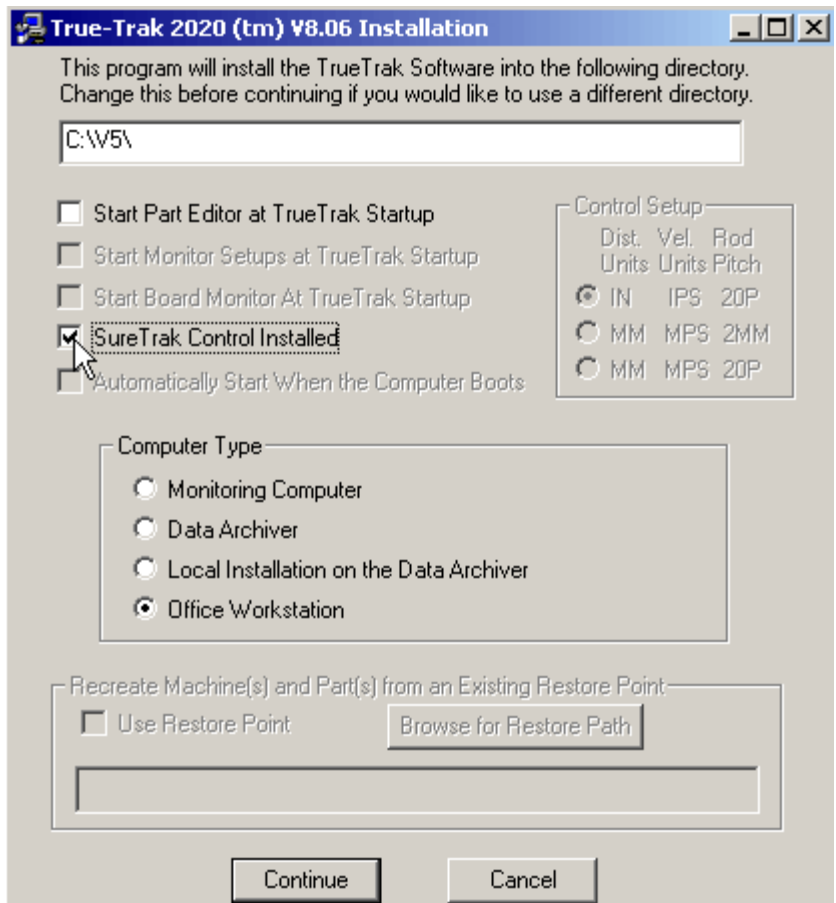 True-Trak 2020 (tm) V8.06 Installation
This program will install the TrueTrak Software into the following directory.
Change this before continuing if you would like to use a different directory.
C:\V5\
Start Part Editor at TrueTrak Startup
Start Monitor Setups at TrueTrak Startup
Start Board Monitor At TrueTrak Startup
SureTrak Control Installed
Automatically Start When the Computer Boots
Control Setup
Dist. Vel. Rod
Units Units Pitch
IN IPS 20P
MM MPS 2MM
MM MPS 20P
Computer Type
Monitoring Computer
Data Archiver
Local Installation on the Data Archiver
Office Workstation
Recreate Machine(s) and Part(s) from an Existing Restore Point
Use Restore Point
Browse for Restore Path
Continue
Cancel